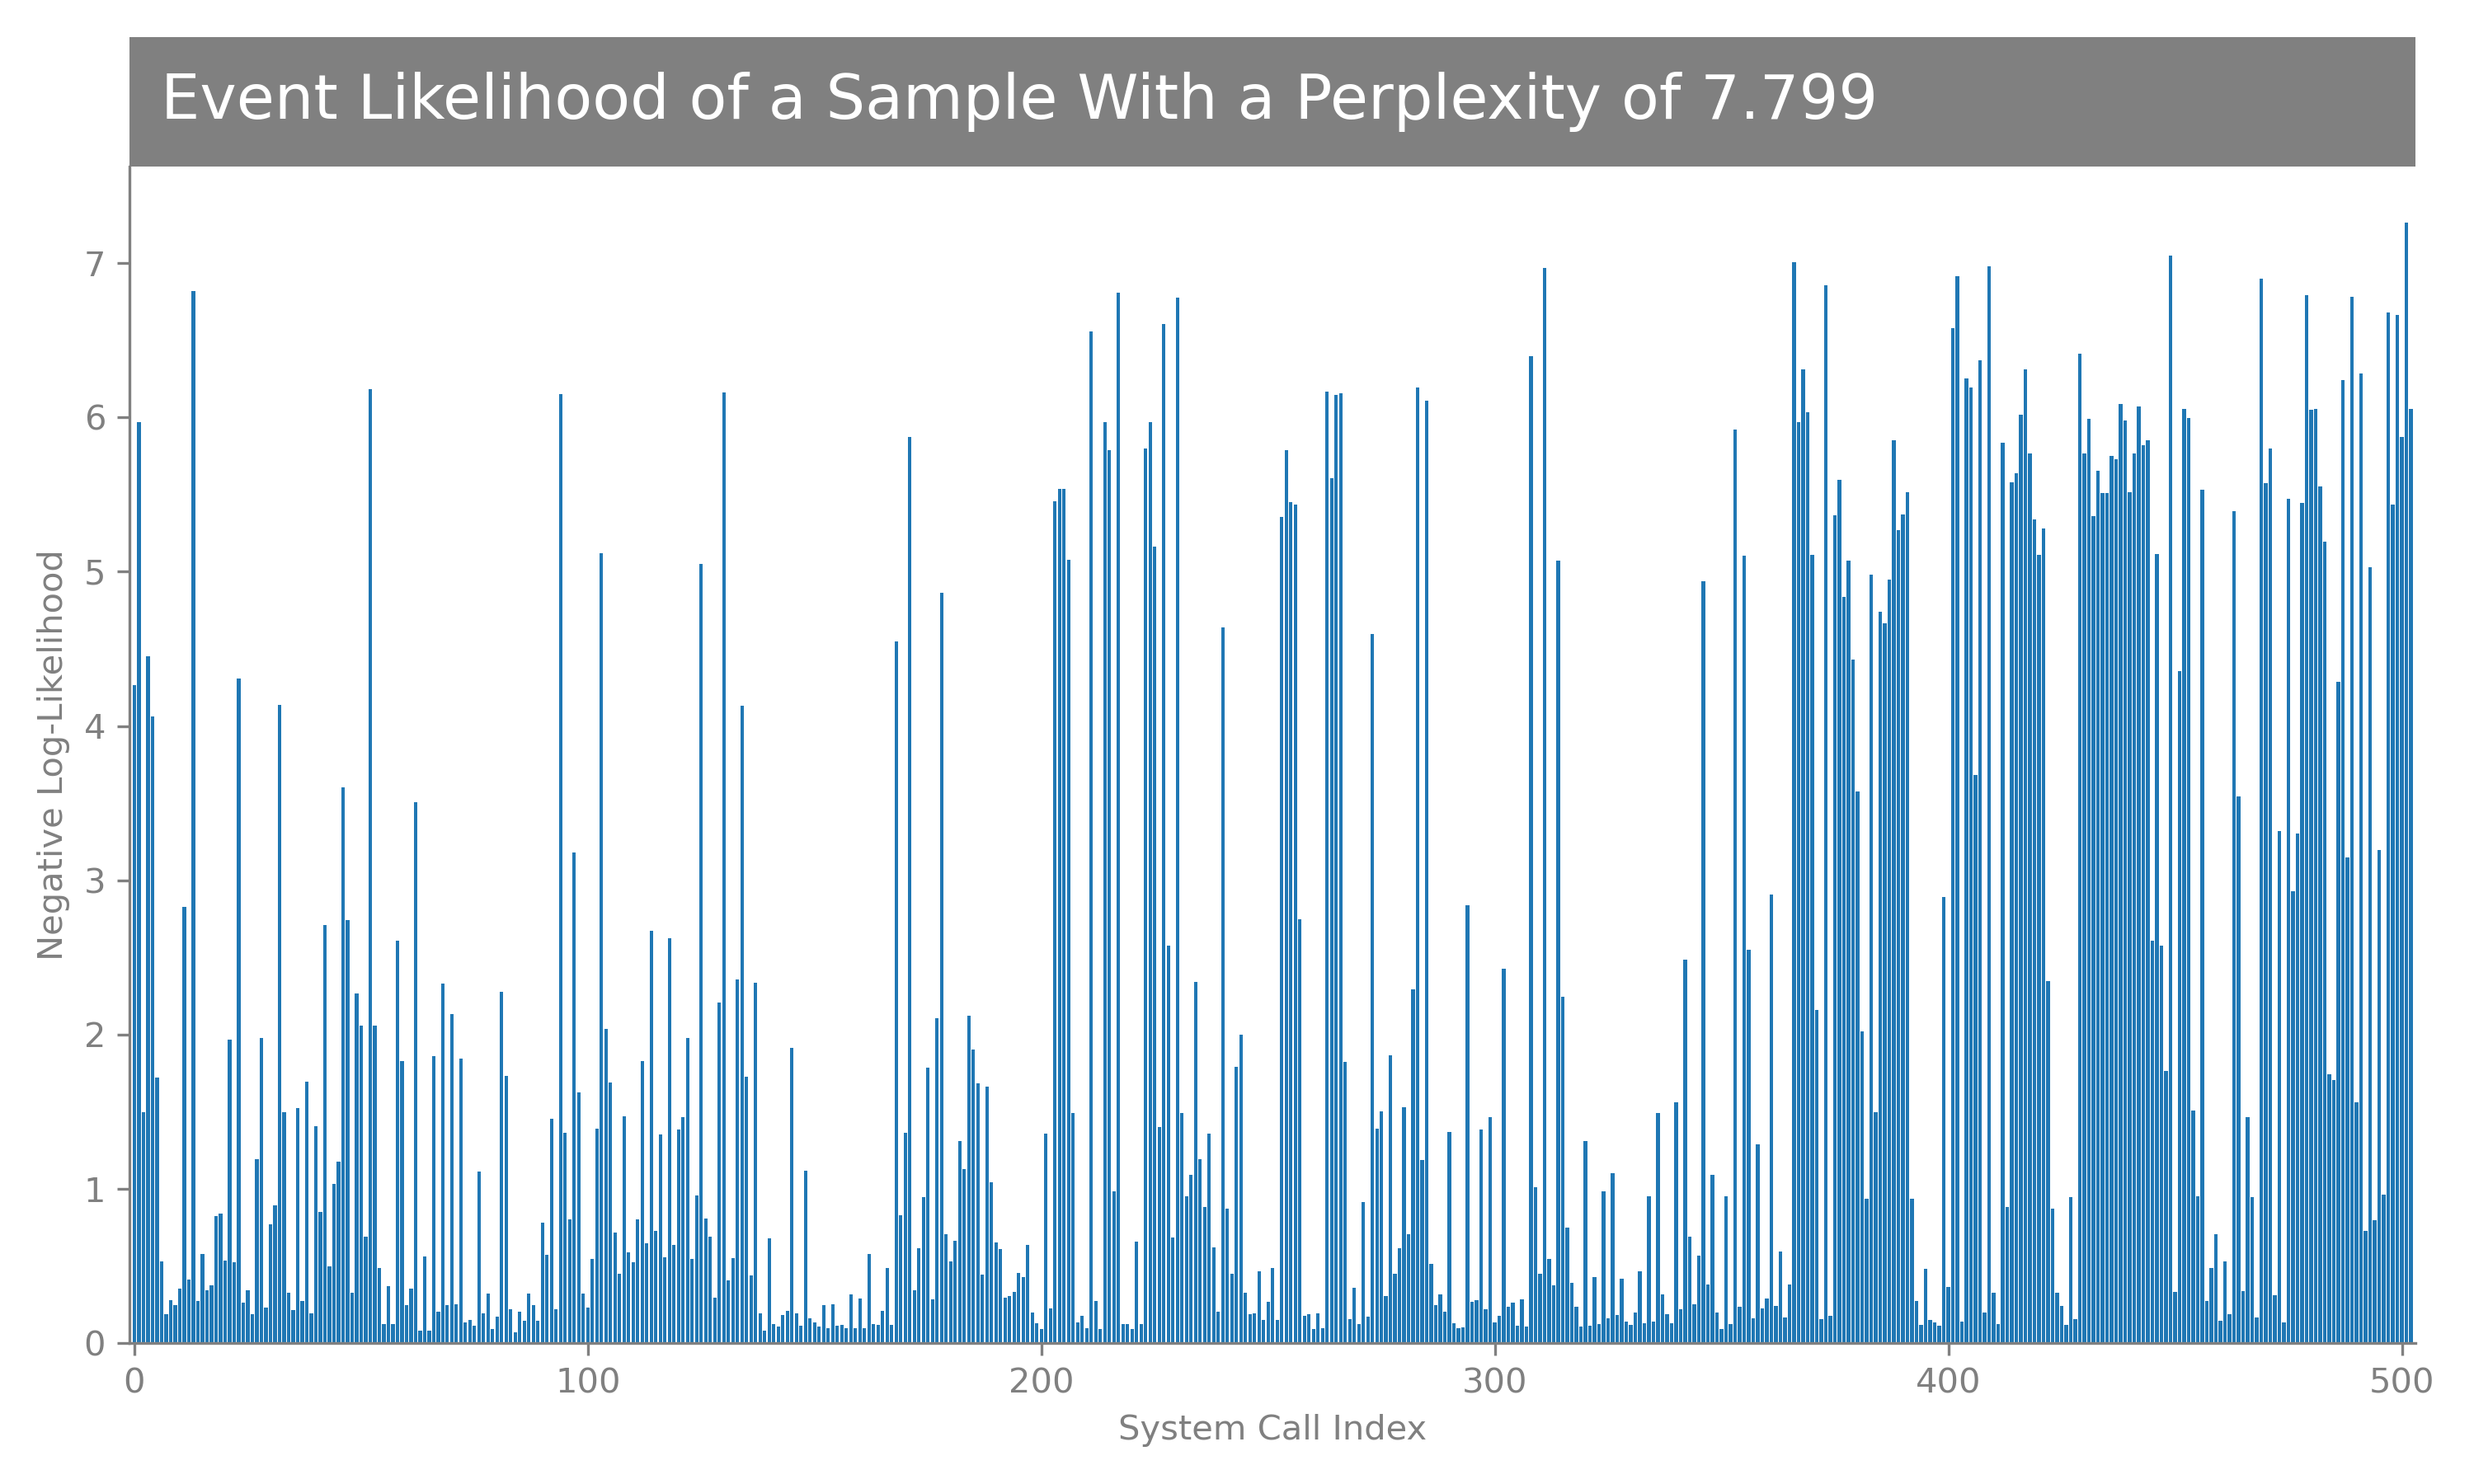 Event Likelihood of a Sample With a Perplexity of 7.799
7
6
5
4
3
2
1
0
Negative Log-Likelihood
0 100 200 300 400 500
System Call Index